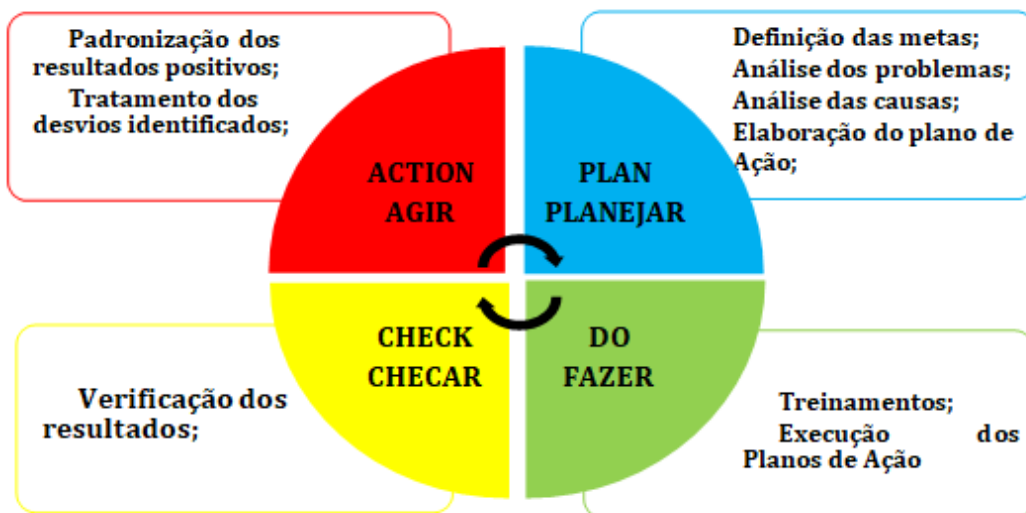 Padronização dos
resultados positivos;
Tratamento dos
desvios identificados;
Definição das metas;
Análise dos problemas;
Análise das causas;
Elaboração do plano de
Ação;
ACTION
AGIR
PLAN
PLANEJAR
CHECK
CHECAR
DO
FAZER
Verificação dos
resultados;
Treinamentos;
Execução dos
Planos de Ação